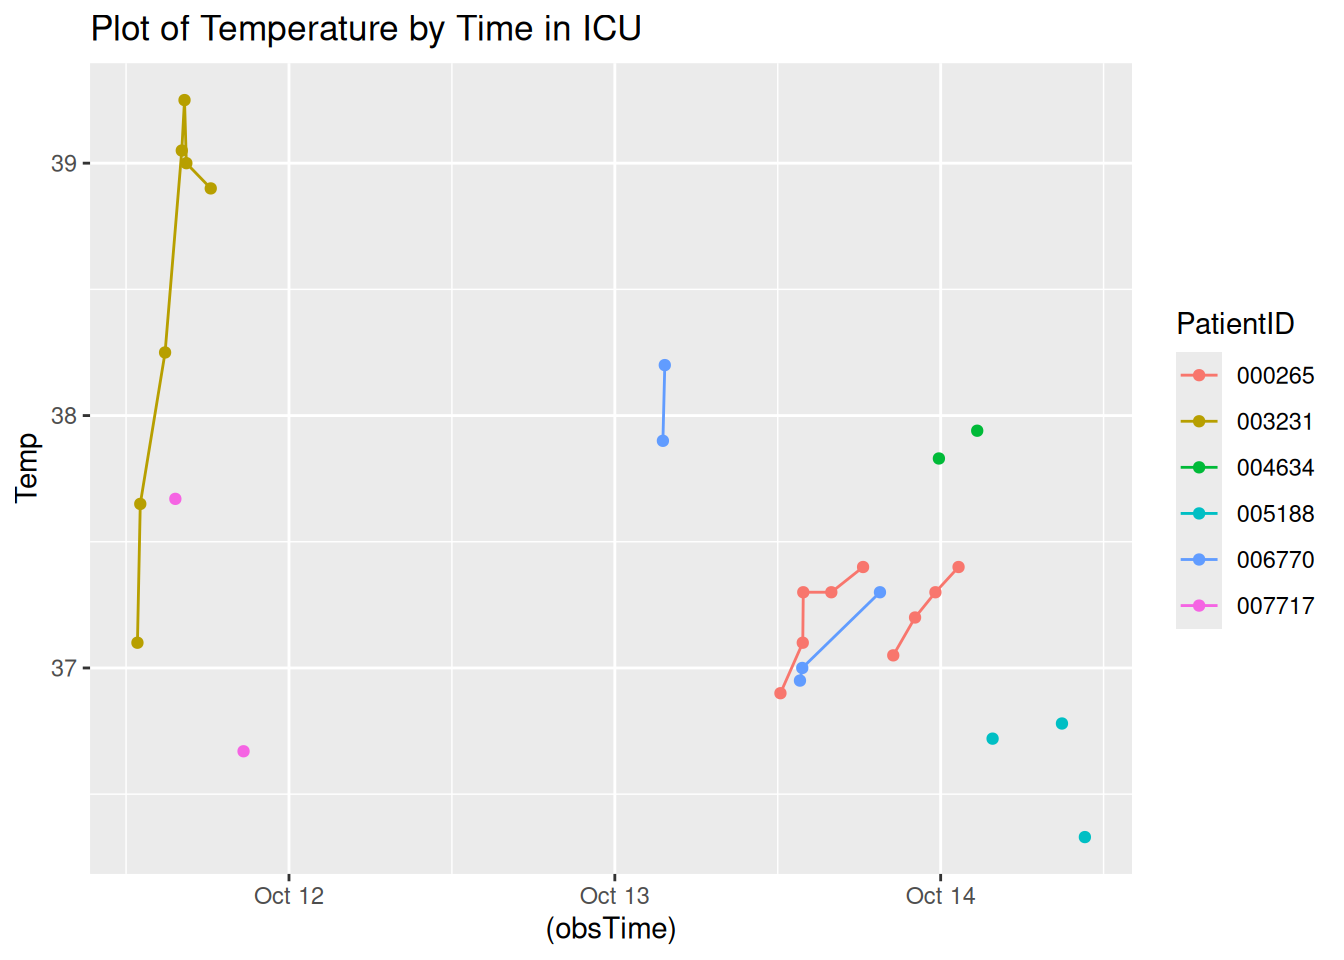 Plot of Temperature by Time in ICU
39
38
37
Temp
Oct 12
Oct 13
Oct 14
(obsTime)
PatientID
000265
003231
004634
005188
006770
007717